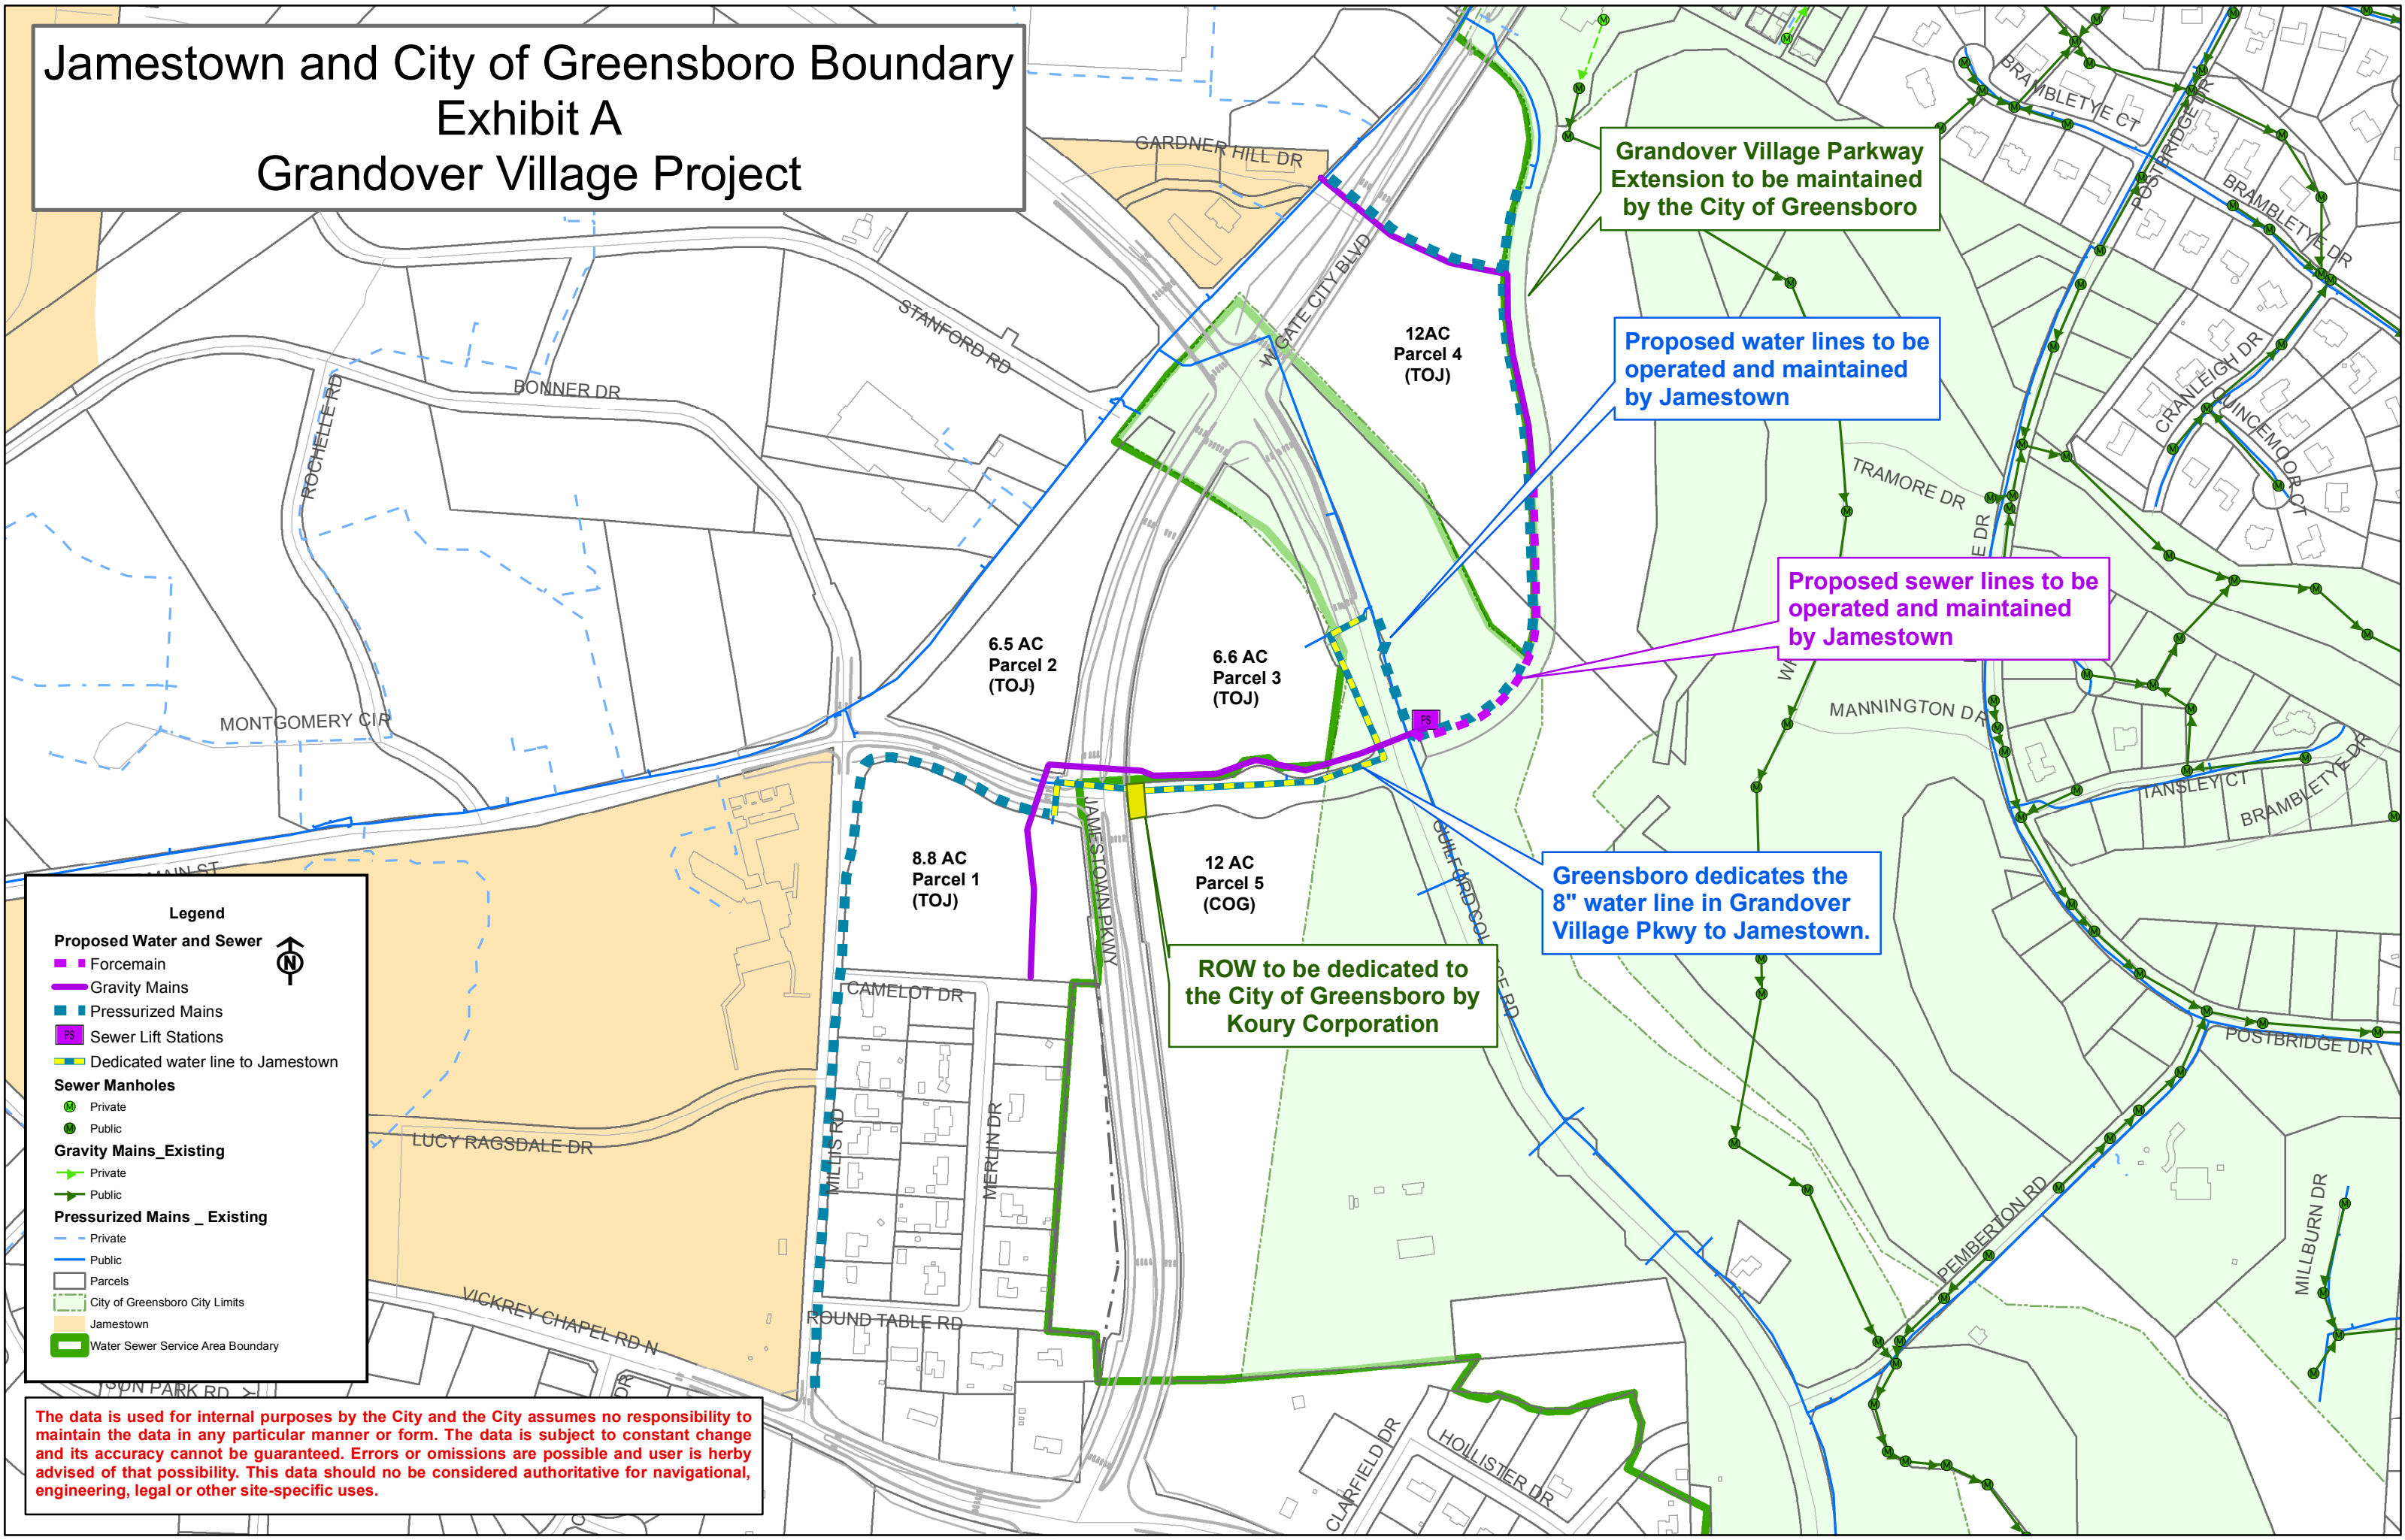 Jamestown and City of Greensboro Boundary
Exhibit A
Grandover Village Project
GARDNER HILL DR
BRAMBLETYE CT
POSTBRIDGE DR
BRAMBLETYE DR
Grandover Village Parkway
Extension to be maintained
by the City of Greensboro
STANFORD RD
W GATE CITY BLVD
12AC
Parcel 4
(TOJ)
Proposed water lines to be
operated and maintained
by Jamestown
BONNER DR
ROCHELLE RD
CRANLEIGH DR
QUINCEMOOR CT
TRAMORE DR
E DR
Proposed sewer lines to be
operated and maintained
by Jamestown
6.5 AC
Parcel 2
(TOJ)
6.6 AC
Parcel 3
(TOJ)
PS
MONTGOMERY CIR
MANNINGTON DR
TANSLEY CT
BRAMBLETYE DR
JAMESTOWN PKWY
8.8 AC
Parcel 1
(TOJ)
12 AC
Parcel 5
(COG)
Greensboro dedicates the
8" water line in Grandover
Village Pkwy to Jamestown.
MAIN ST
ROW to be dedicated to
the City of Greensboro by
Koury Corporation
GUILFORD COL
GE RD
CAMELOT DR
POSTBRIDGE DR
Legend
Proposed Water and Sewer
N
Forcemain
Gravity Mains
Pressurized Mains
PS Sewer Lift Stations
Dedicated water line to Jamestown
Sewer Manholes
M Private
M Public
Gravity Mains_Existing
Private
Public
Pressurized Mains _ Existing
Private
Public
Parcels
City of Greensboro City Limits
Jamestown
Water Sewer Service Area Boundary
LUCY RAGSDALE DR
MILLIS RD
MERLIN DR
PEMBERTON RD
MILLBURN DR
VICKREY CHAPEL RD N
ROUND TABLE RD
SON PARK RD
DR
CLARFIELD DR
HOLLISTER DR
The data is used for internal purposes by the City and the City assumes no responsibility to
maintain the data in any particular manner or form. The data is subject to constant change
and its accuracy cannot be guaranteed. Errors or omissions are possible and user is herby
advised of that possibility. This data should no be considered authoritative for navigational,
engineering, legal or other site-specific uses.